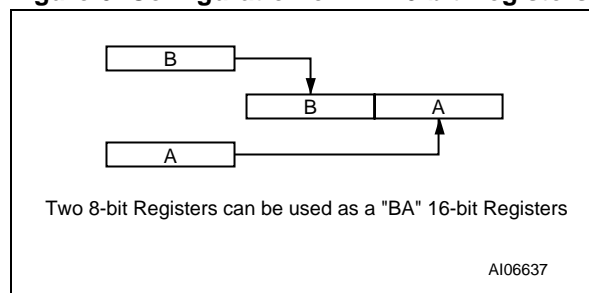 B
B A
A
Two 8-bit Registers can be used as a "BA" 16-bit Registers
AI06637